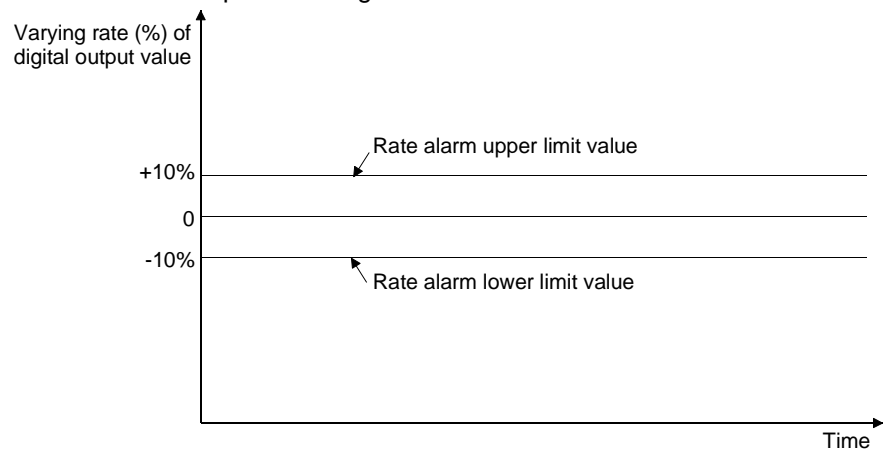 Varying rate (%) of
digital output value
Rate alarm upper limit value
+10%
0
-10%
Rate alarm lower limit value
Time